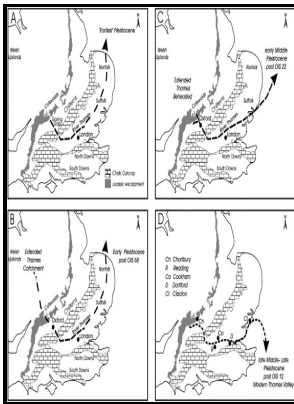 A
"Earliest" Pleistocene
Welsh
Uplands
Norfolk
Suffolk
London
North Downs
South Downs
Chalk Outcrop
Jurassic escarpment
C
early Middle
Pleistocene
post OIS 22
Welsh
Uplands
Norfolk
Extended
Thames
Beheaded
Suffolk
Oxford
London
North Downs
South Downs
B
Extended
Thames
Catchment
Early Pleistocene
post OIS 68
Welsh
Uplands
Norfolk
Suffolk
Oxford
London
North Downs
South Downs
D
Ch Charlbury
R Reading
Co Cookham
D Dartford
Cl Clacton
late Middle-Late
Pleistocene
post OIS 12
Modern Thames Valley